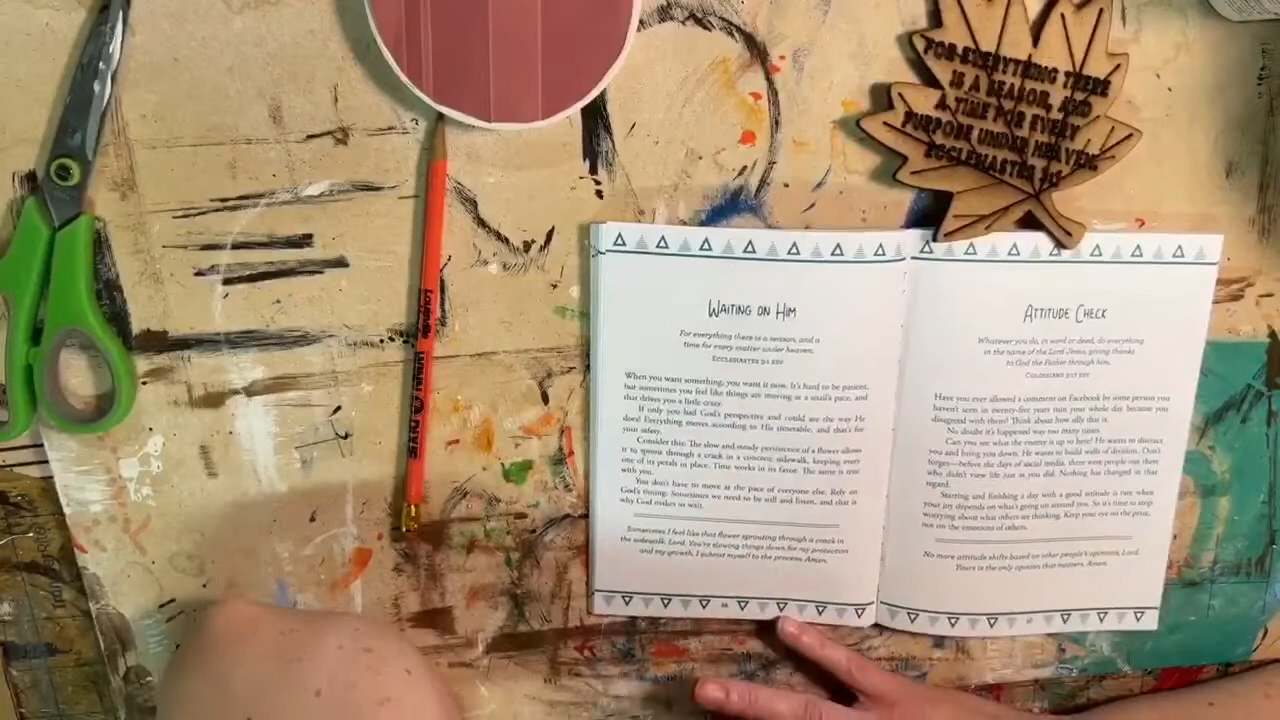 FOR EVERYTHING THERE
IS A SEASON, AND
A TIME FOR EVERY
PURPOSE UNDER HEAVEN.
ECCLESIASTES 3:1
Waiting on Him
For everything there is a season, and a
time for every matter under heaven.
ECCLESIASTES 3:1 ESV
When you want something, you want it now. It's hard to be patient,
but sometimes you feel like things are moving at a snail's pace, and
that drives you a little crazy.
If only you had God's perspective and could see the way He
does! Everything moves according to His timetable, and that's for
your safety.
Consider this: The slow and steady persistence of a flower allows
it to sprout through a crack in a concrete sidewalk, keeping every
one of its petals in place. Time works in its favor. The same is true
with you.
You don't have to move at the pace of everyone else. Rely on
God's timing. Sometimes we need to be still and listen, and that is
why God makes us wait.
Sometimes I feel like that flower sprouting through a crack in
the sidewalk, Lord. You're slowing things down for my protection
and my growth. I submit myself to the process. Amen.
66
Attitude Check
Whatever you do, in word or deed, do everything
in the name of the Lord Jesus, giving thanks
to God the Father through him.
COLOSSIANS 3:17 ESV
Have you ever allowed a comment on Facebook by some person you
haven't seen in twenty-five years ruin your whole day because you
disagreed with them? Think about how silly that is.
No doubt it's happened way too many times.
Can you see what the enemy is up to here? He wants to distract
you and bring you down. He wants to build walls of division. Don't
forget—before the days of social media, there were people out there
who didn't view life just as you did. Nothing has changed in that
regard.
Starting and finishing a day with a good attitude is rare when
your joy depends on what's going on around you. So it's time to stop
worrying about what others are thinking. Keep your eye on the prize,
not on the emotions of others.
No more attitude shifts based on other people's opinions, Lord.
Yours is the only opinion that matters. Amen.
67